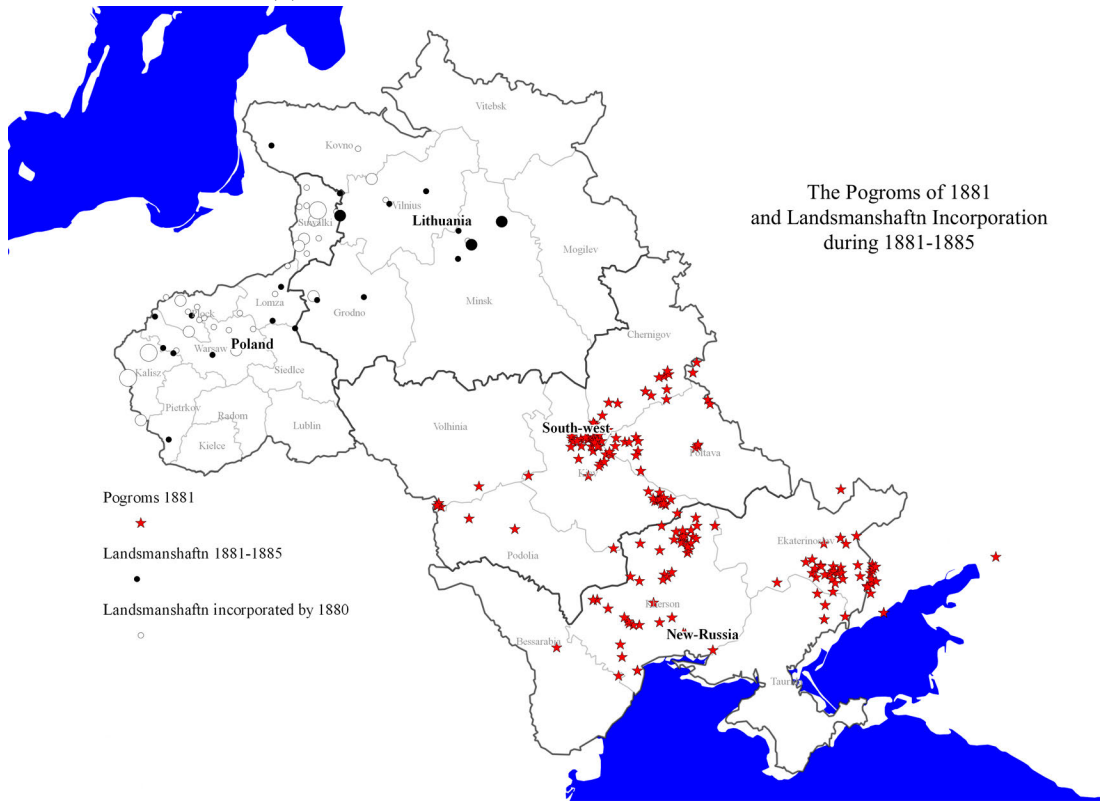 Vitebsk
Kovno
The Pogroms of 1881
and Landsmanshaftn Incorporation
during 1881-1885
Vilnius
Lithuania
Suwalki
Mogilev
Minsk
Lomza
Grodno
Plock
Chernigov
Warsaw
Poland
Siedlce
Kalisz
Pietrkov
Radom
Lublin
Kielce
Volhinia
South-west
Kiev
Poltava
Pogroms 1881
Landsmanshaftn 1881-1885
Landsmanshaftn incorporated by 1880
Ekaterinoslav
Podolia
Kherson
New-Russia
Bessarabia